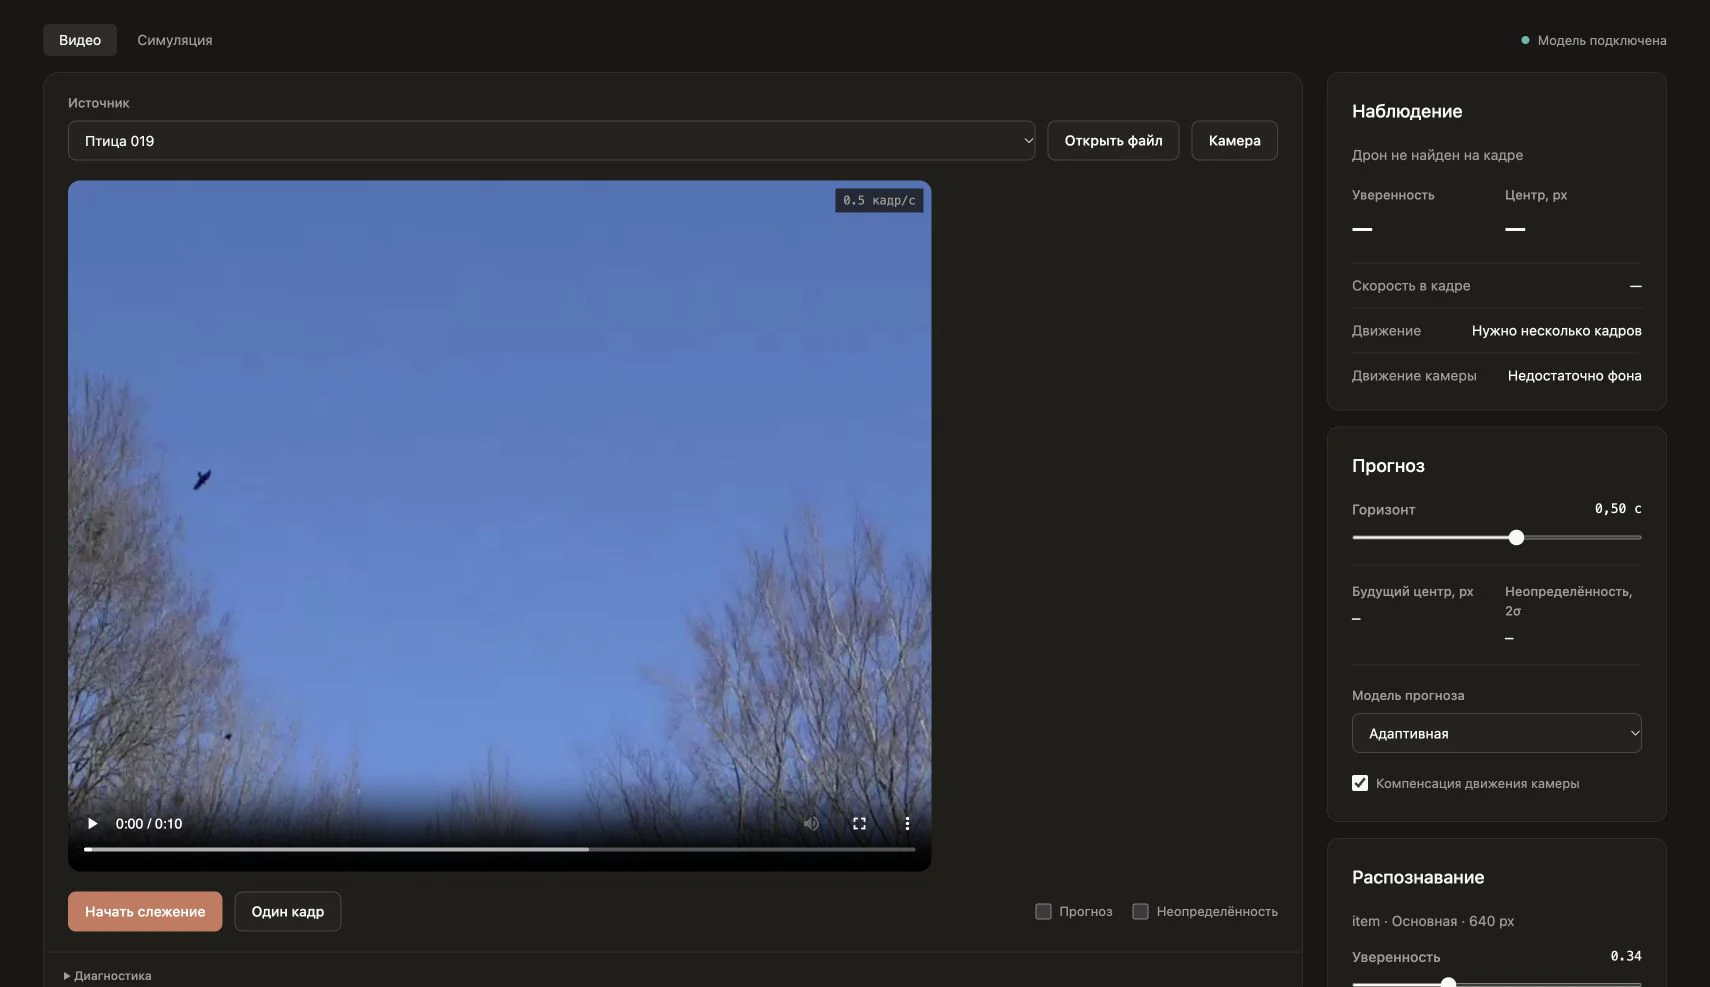 Видео
Симуляция
Модель подключена
Источник
Птица 019
Открыть файл
Камера
0.5 кадр/с
0:00 / 0:10
Начать слежение
Один кадр
Прогноз
Неопределённость
Диагностика
Наблюдение
Дрон не найден на кадре
Уверенность
Центр, px
—
—
Скорость в кадре
—
Движение
Нужно несколько кадров
Движение камеры
Недостаточно фона
Прогноз
Горизонт
0,50 с
Будущий центр, px
–
Неопределённость,
2σ
–
Модель прогноза
Адаптивная
Компенсация движения камеры
Распознавание
item · Основная · 640 px
Уверенность
0.34